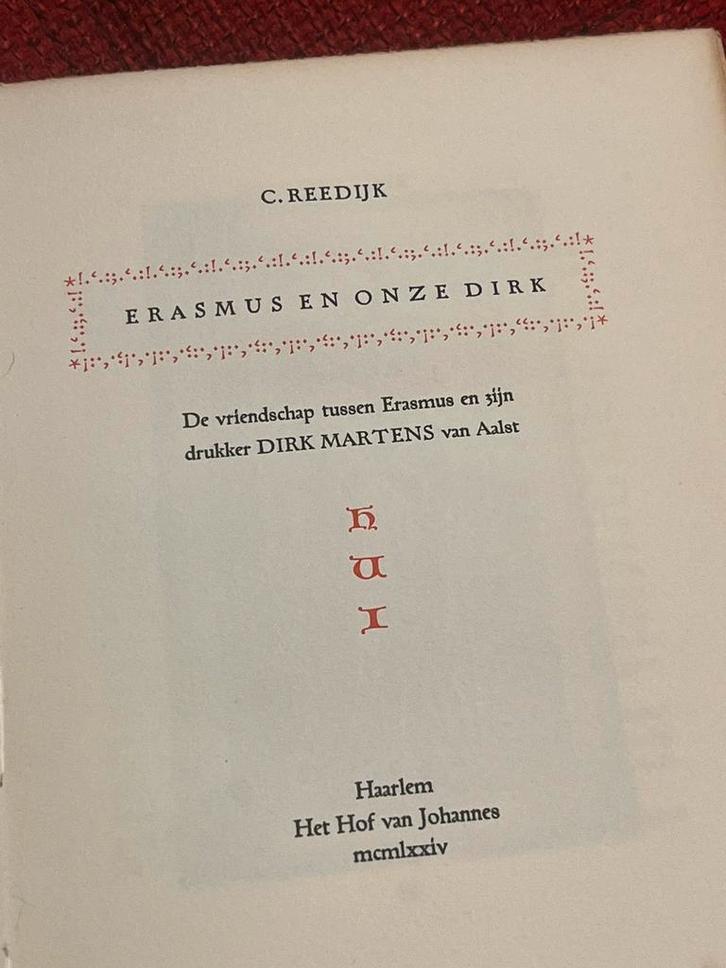 C. REEDIJK
ERASMUS EN ONZE DIRK
De vriendschap tussen Erasmus en zijn
drukker DIRK MARTENS van Aalst
H
U
I
Haarlem
Het Hof van Johannes
mcmlxxiv